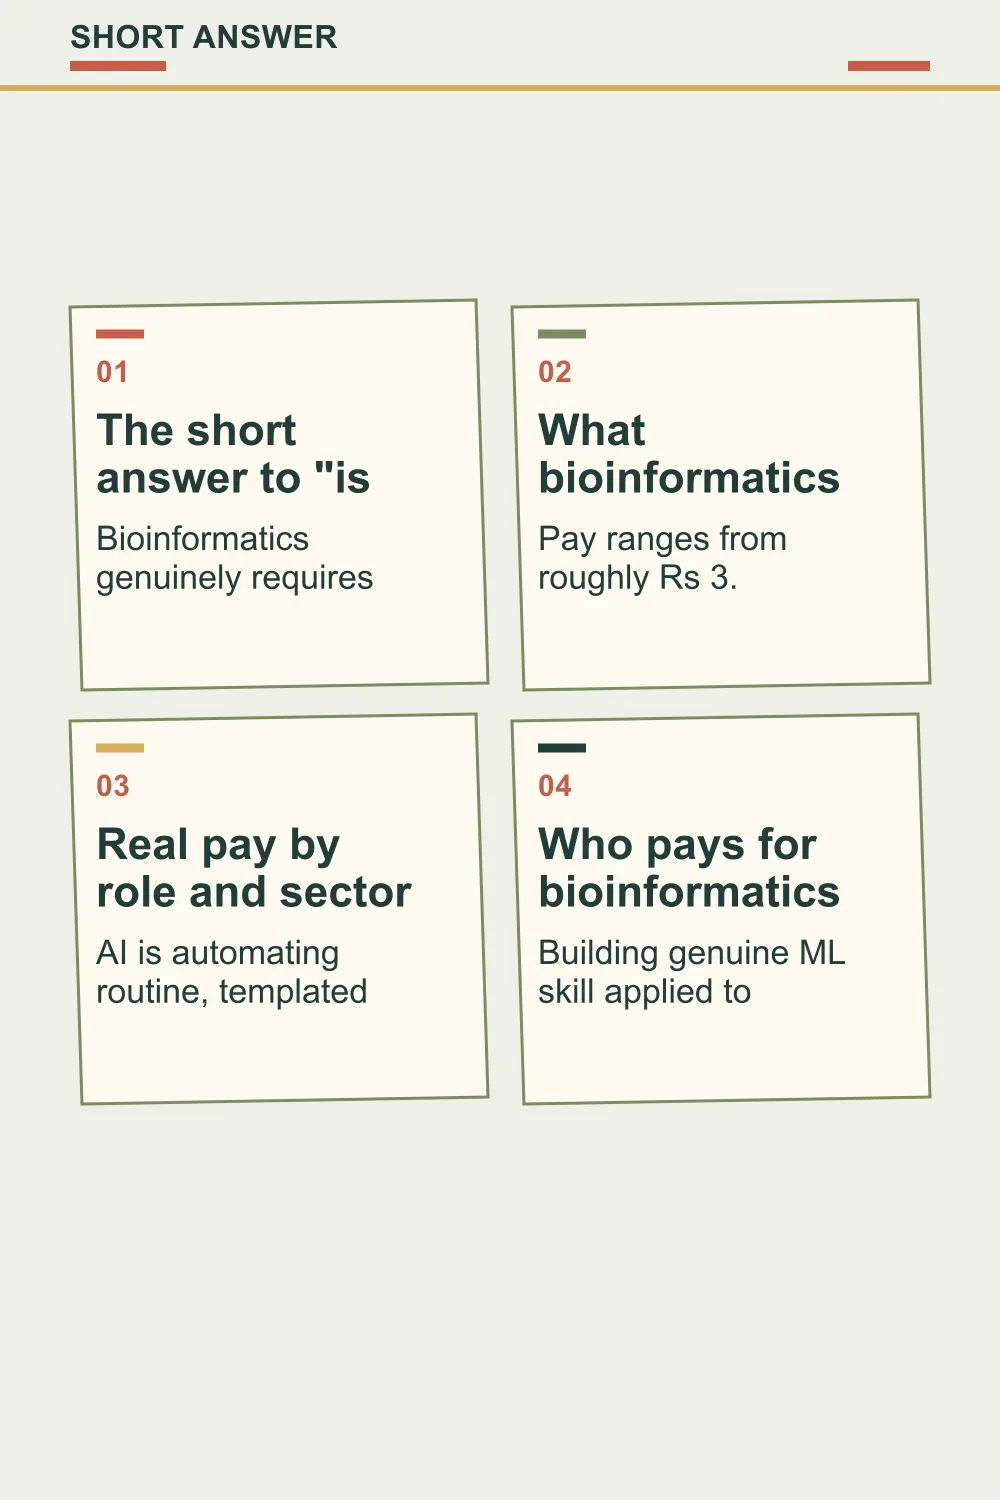 SHORT ANSWER
01
The short
answer to "is
Bioinformatics
genuinely requires
02
What
bioinformatics
Pay ranges from
roughly Rs 3.
03
Real pay by
role and sector
AI is automating
routine, templated
04
Who pays for
bioinformatics
Building genuine ML
skill applied to